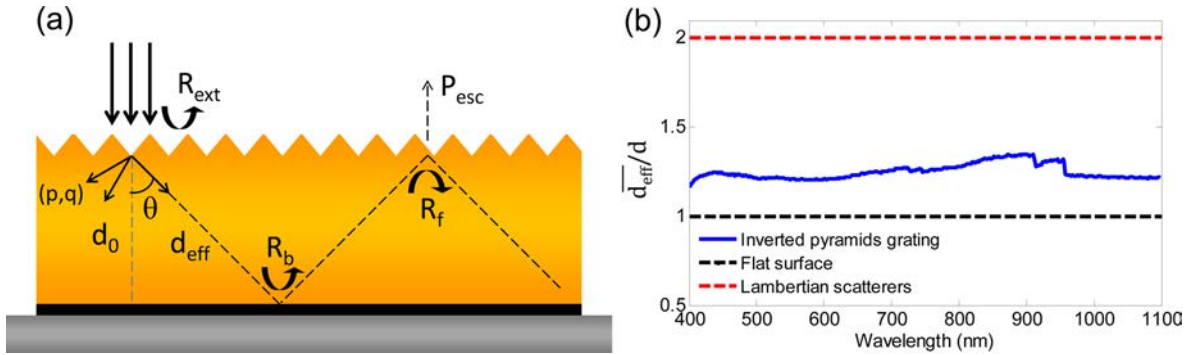 (a)
R_ext
P_esc
(p,q)
θ
d_0
d_eff
R_b
R_f
(b)
d_eff/d
2
1.5
1
0.5
Inverted pyramids grating
Flat surface
Lambertian scatterers
400 500 600 700 800 900 1000 1100
Wavelength (nm)